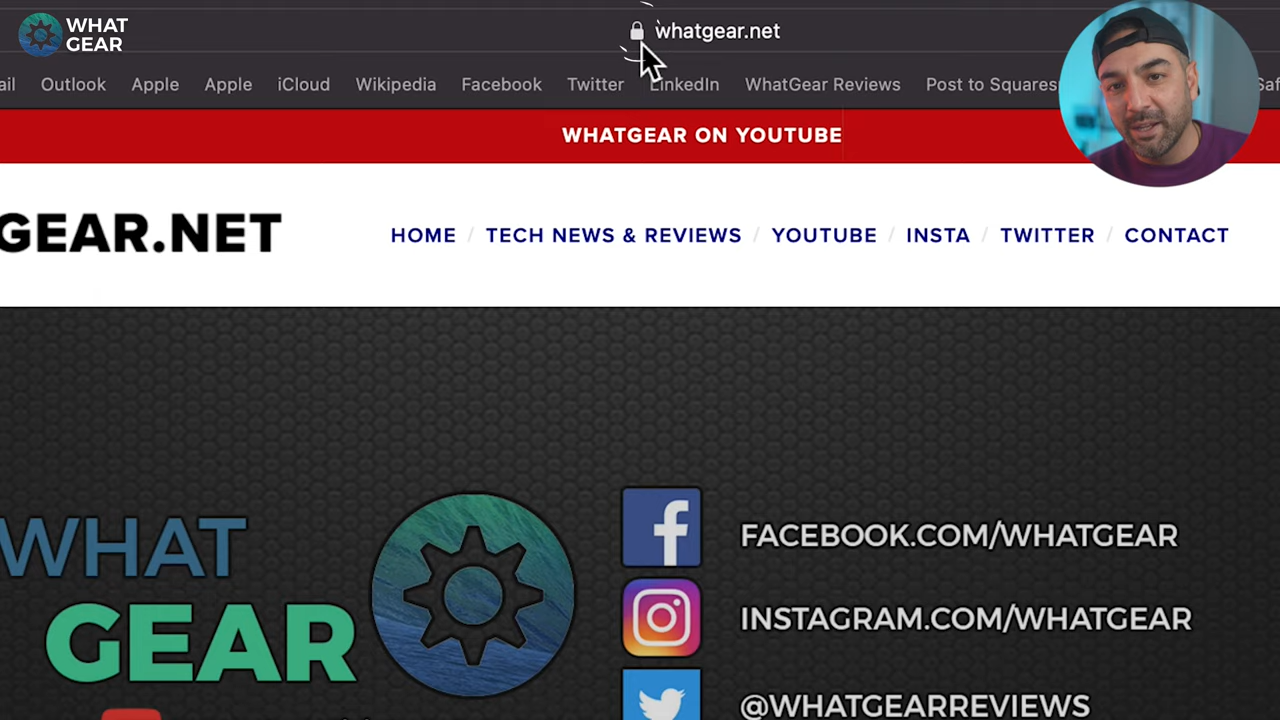 WHAT
GEAR
whatgear.net
ail Outlook Apple Apple iCloud Wikipedia Facebook Twitter LinkedIn WhatGear Reviews Post to Squares Saf
WHATGEAR ON YOUTUBE
GEAR.NET
HOME / TECH NEWS & REVIEWS / YOUTUBE / INSTA / TWITTER / CONTACT
WHAT
GEAR
FACEBOOK.COM/WHATGEAR
INSTAGRAM.COM/WHATGEAR
@WHATGEARREVIEWS